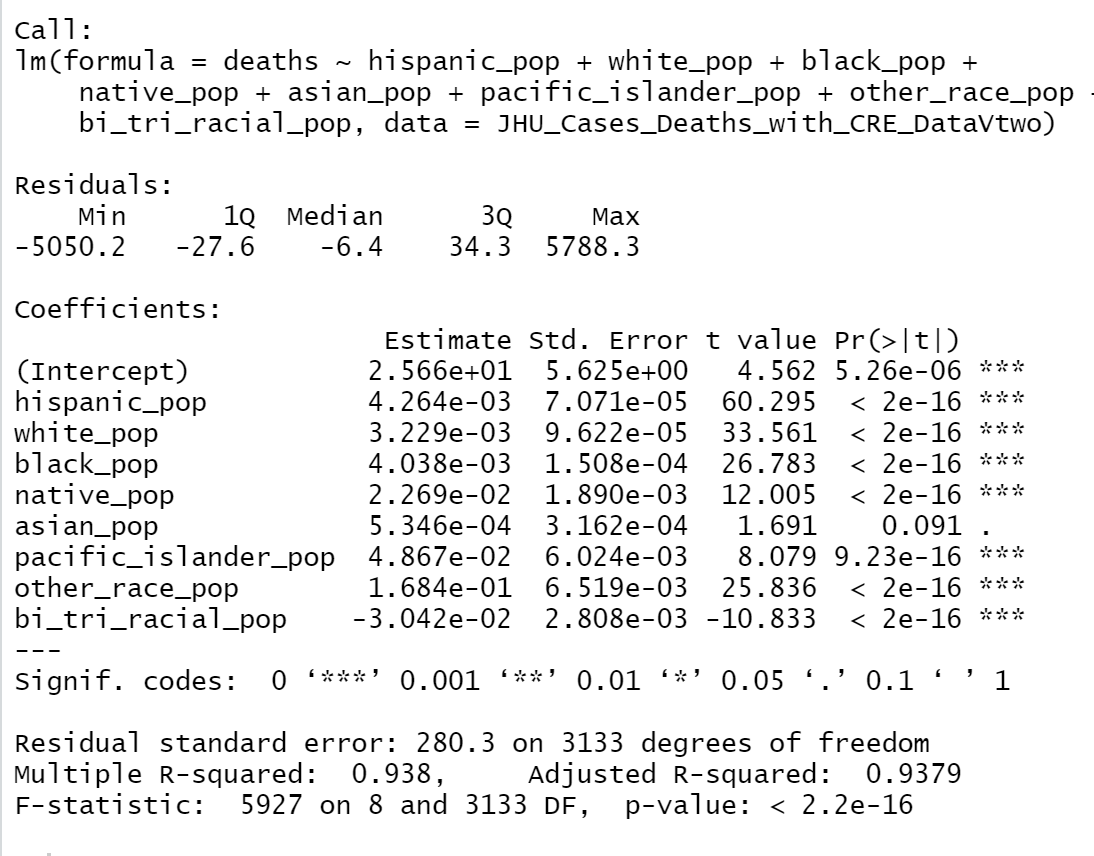 Call:
lm(formula = deaths ~ hispanic_pop + white_pop + black_pop +
    native_pop + asian_pop + pacific_islander_pop + other_race_pop +
    bi_tri_racial_pop, data = JHU_Cases_Deaths_with_CRE_DataVtwo)
Residuals:
    Min      1Q  Median      3Q     Max
-5050.2   -27.6    -6.4    34.3  5788.3
Coefficients:
                       Estimate Std. Error t value Pr(>|t|)
(Intercept)           2.566e+01  5.625e+00   4.562 5.26e-06 ***
hispanic_pop          4.264e-03  7.071e-05  60.295  < 2e-16 ***
white_pop             3.229e-03  9.622e-05  33.561  < 2e-16 ***
black_pop             4.038e-03  1.508e-04  26.783  < 2e-16 ***
native_pop            2.269e-02  1.890e-03  12.005  < 2e-16 ***
asian_pop             5.346e-04  3.162e-04   1.691    0.091 .
pacific_islander_pop  4.867e-02  6.024e-03   8.079 9.23e-16 ***
other_race_pop        1.684e-01  6.519e-03  25.836  < 2e-16 ***
bi_tri_racial_pop    -3.042e-02  2.808e-03 -10.833  < 2e-16 ***
---
Signif. codes:  0 ‘***’ 0.001 ‘**’ 0.01 ‘*’ 0.05 ‘.’ 0.1 ‘ ’ 1
Residual standard error: 280.3 on 3133 degrees of freedom
Multiple R-squared:  0.938,     Adjusted R-squared:  0.9379
F-statistic:  5927 on 8 and 3133 DF,  p-value: < 2.2e-16